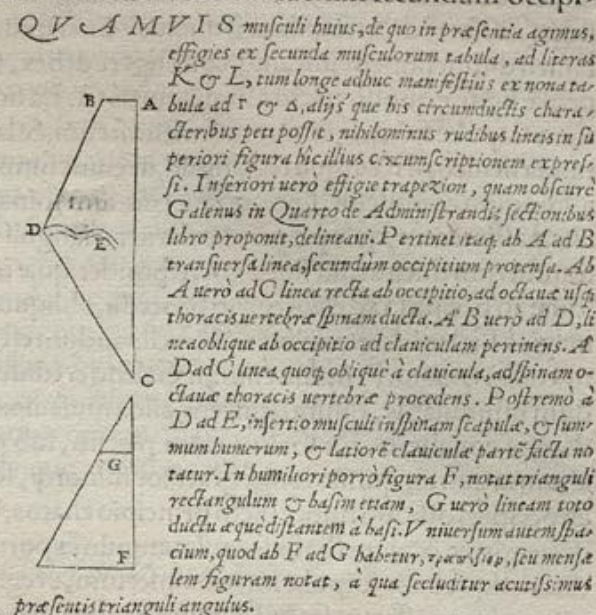 QVAMVIS musculi huius, de quo in præsentia agimus,
effigies ex secunda musculorum tabula, ad literas
K & L, tum longe adhuc manifestiùs ex nona ta-
bula ad Γ & Δ, alijs´que his circumductis chara-
cteribus peti possit, nihilominus rudibus lineis in su
periori figura hîc illius circumscriptionem expres-
si. Inferiori uerò effigie trapezion, quam obscurè
Galenus in Quarto de Administrandis sectionibus
libro proponit, delineaui. Pertinet itaq; ab A ad B
transuersa linea, secundùm occipitium protensa. Ab
A uerò ad C linea recta ab occipitio, ad octauæ usq;
thoracis uertebræ spinam ducta. A´ B uerò ad D, li
nea oblique ab occipitio ad clauiculam pertinens. A´
D ad C linea quoq; obliquè à clauicula, ad spinam o-
ctauæ thoracis uertebræ procedens. Postremò à
D ad E, insertio musculi in spinam scapulæ, & sum-
mum humerum, & latiorē clauiculæ partē facta no
tatur. In humiliori porrò figura F, notat trianguli
rectangulum & basim etiam, G uerò lineam toto
ductu æque distantem à basi. Vniuersum autem spa-
cium, quod ab F ad G habetur, seu mensæ
lem figuram notat, à qua secluditur acutissimus
præsentis trianguli angulus.
B A
D
E
C
G
F